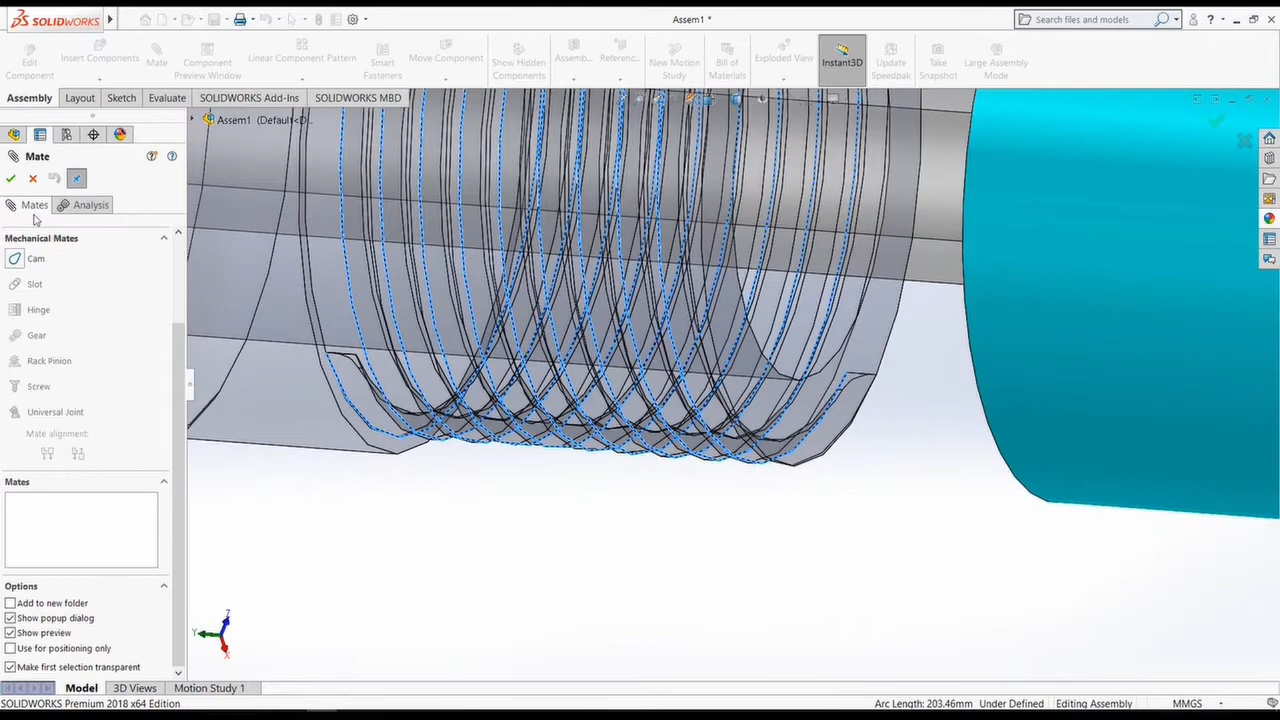 SOLIDWORKS
Assem1 *
Search files and models
?
Edit Component
Insert Components
Mate
Component Preview Window
Linear Component Pattern
Smart Fasteners
Move Component
Show Hidden Components
Assemb...
Referenc...
New Motion Study
Bill of Materials
Exploded View
Instant3D
Update Speedpak
Take Snapshot
Large Assembly Mode
Assembly
Layout
Sketch
Evaluate
SOLIDWORKS Add-Ins
SOLIDWORKS MBD
Assem1 (Default<D...
Mate
Mates
Analysis
Mechanical Mates
Cam
Slot
Hinge
Gear
Rack Pinion
Screw
Universal Joint
Mate alignment:
Mates
Options
Add to new folder
Show popup dialog
Show preview
Use for positioning only
Make first selection transparent
Z
Y
X
Model
3D Views
Motion Study 1
SOLIDWORKS Premium 2018 x64 Edition
Arc Length: 203.46mm
Under Defined
Editing Assembly
MMGS